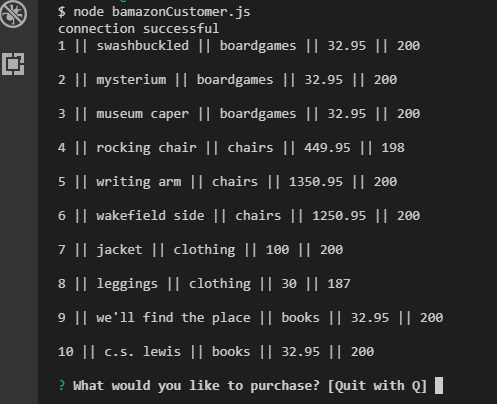 $ node bamazonCustomer.js
connection successful
1 || swashbuckled || boardgames || 32.95 || 200
2 || mysterium || boardgames || 32.95 || 200
3 || museum caper || boardgames || 32.95 || 200
4 || rocking chair || chairs || 449.95 || 198
5 || writing arm || chairs || 1350.95 || 200
6 || wakefield side || chairs || 1250.95 || 200
7 || jacket || clothing || 100 || 200
8 || leggings || clothing || 30 || 187
9 || we'll find the place || books || 32.95 || 200
10 || c.s. lewis || books || 32.95 || 200
? What would you like to purchase? [Quit with Q]